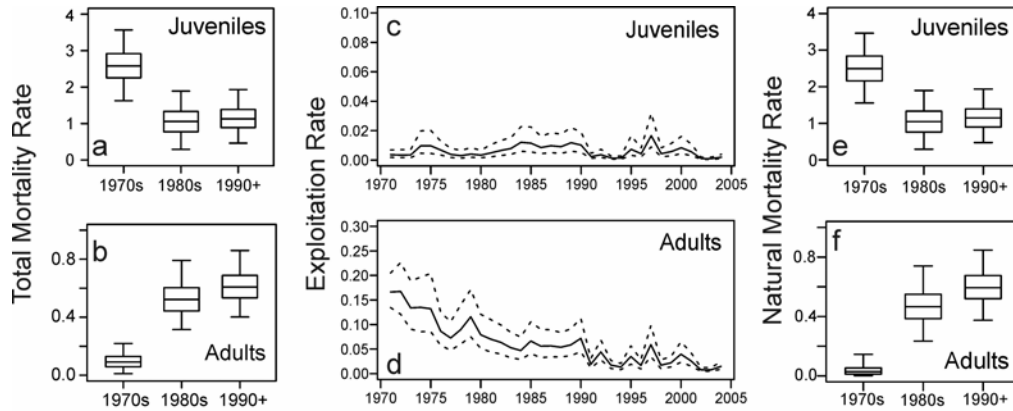 Total Mortality Rate
4
3
2
1
0
Juveniles
a
1970s 1980s 1990+
0.8
0.4
0.0
b
Adults
1970s 1980s 1990+
Exploitation Rate
0.10
0.08
0.06
0.04
0.02
0.00
c
Juveniles
1970 1975 1980 1985 1990 1995 2000 2005
0.30
0.25
0.20
0.15
0.10
0.05
0.00
Adults
d
1970 1975 1980 1985 1990 1995 2000 2005
Natural Mortality Rate
4
3
2
1
0
Juveniles
e
1970s 1980s 1990+
0.8
0.4
0.0
f
Adults
1970s 1980s 1990+